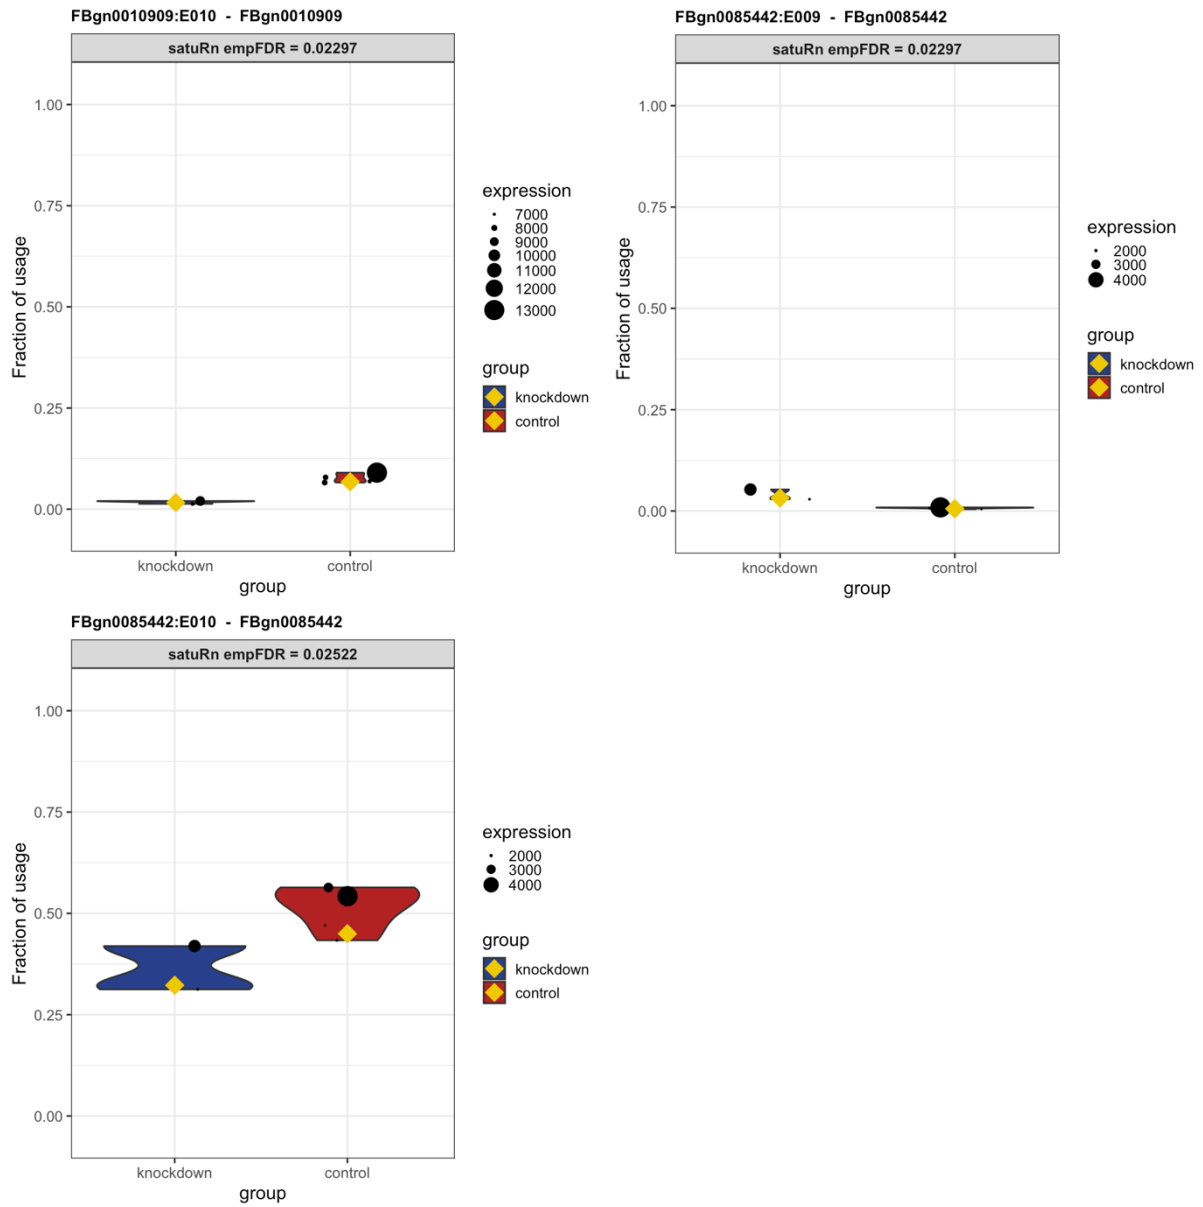 FBgn0010909:E010  -  FBgn0010909
satuRn empFDR = 0.02297
Fraction of usage
1.00
0.75
0.50
0.25
0.00
knockdown
control
group
expression
7000
8000
9000
10000
11000
12000
13000
group
knockdown
control
FBgn0085442:E009  -  FBgn0085442
satuRn empFDR = 0.02297
Fraction of usage
1.00
0.75
0.50
0.25
0.00
knockdown
control
group
expression
2000
3000
4000
group
knockdown
control
FBgn0085442:E010  -  FBgn0085442
satuRn empFDR = 0.02522
Fraction of usage
1.00
0.75
0.50
0.25
0.00
knockdown
control
group
expression
2000
3000
4000
group
knockdown
control